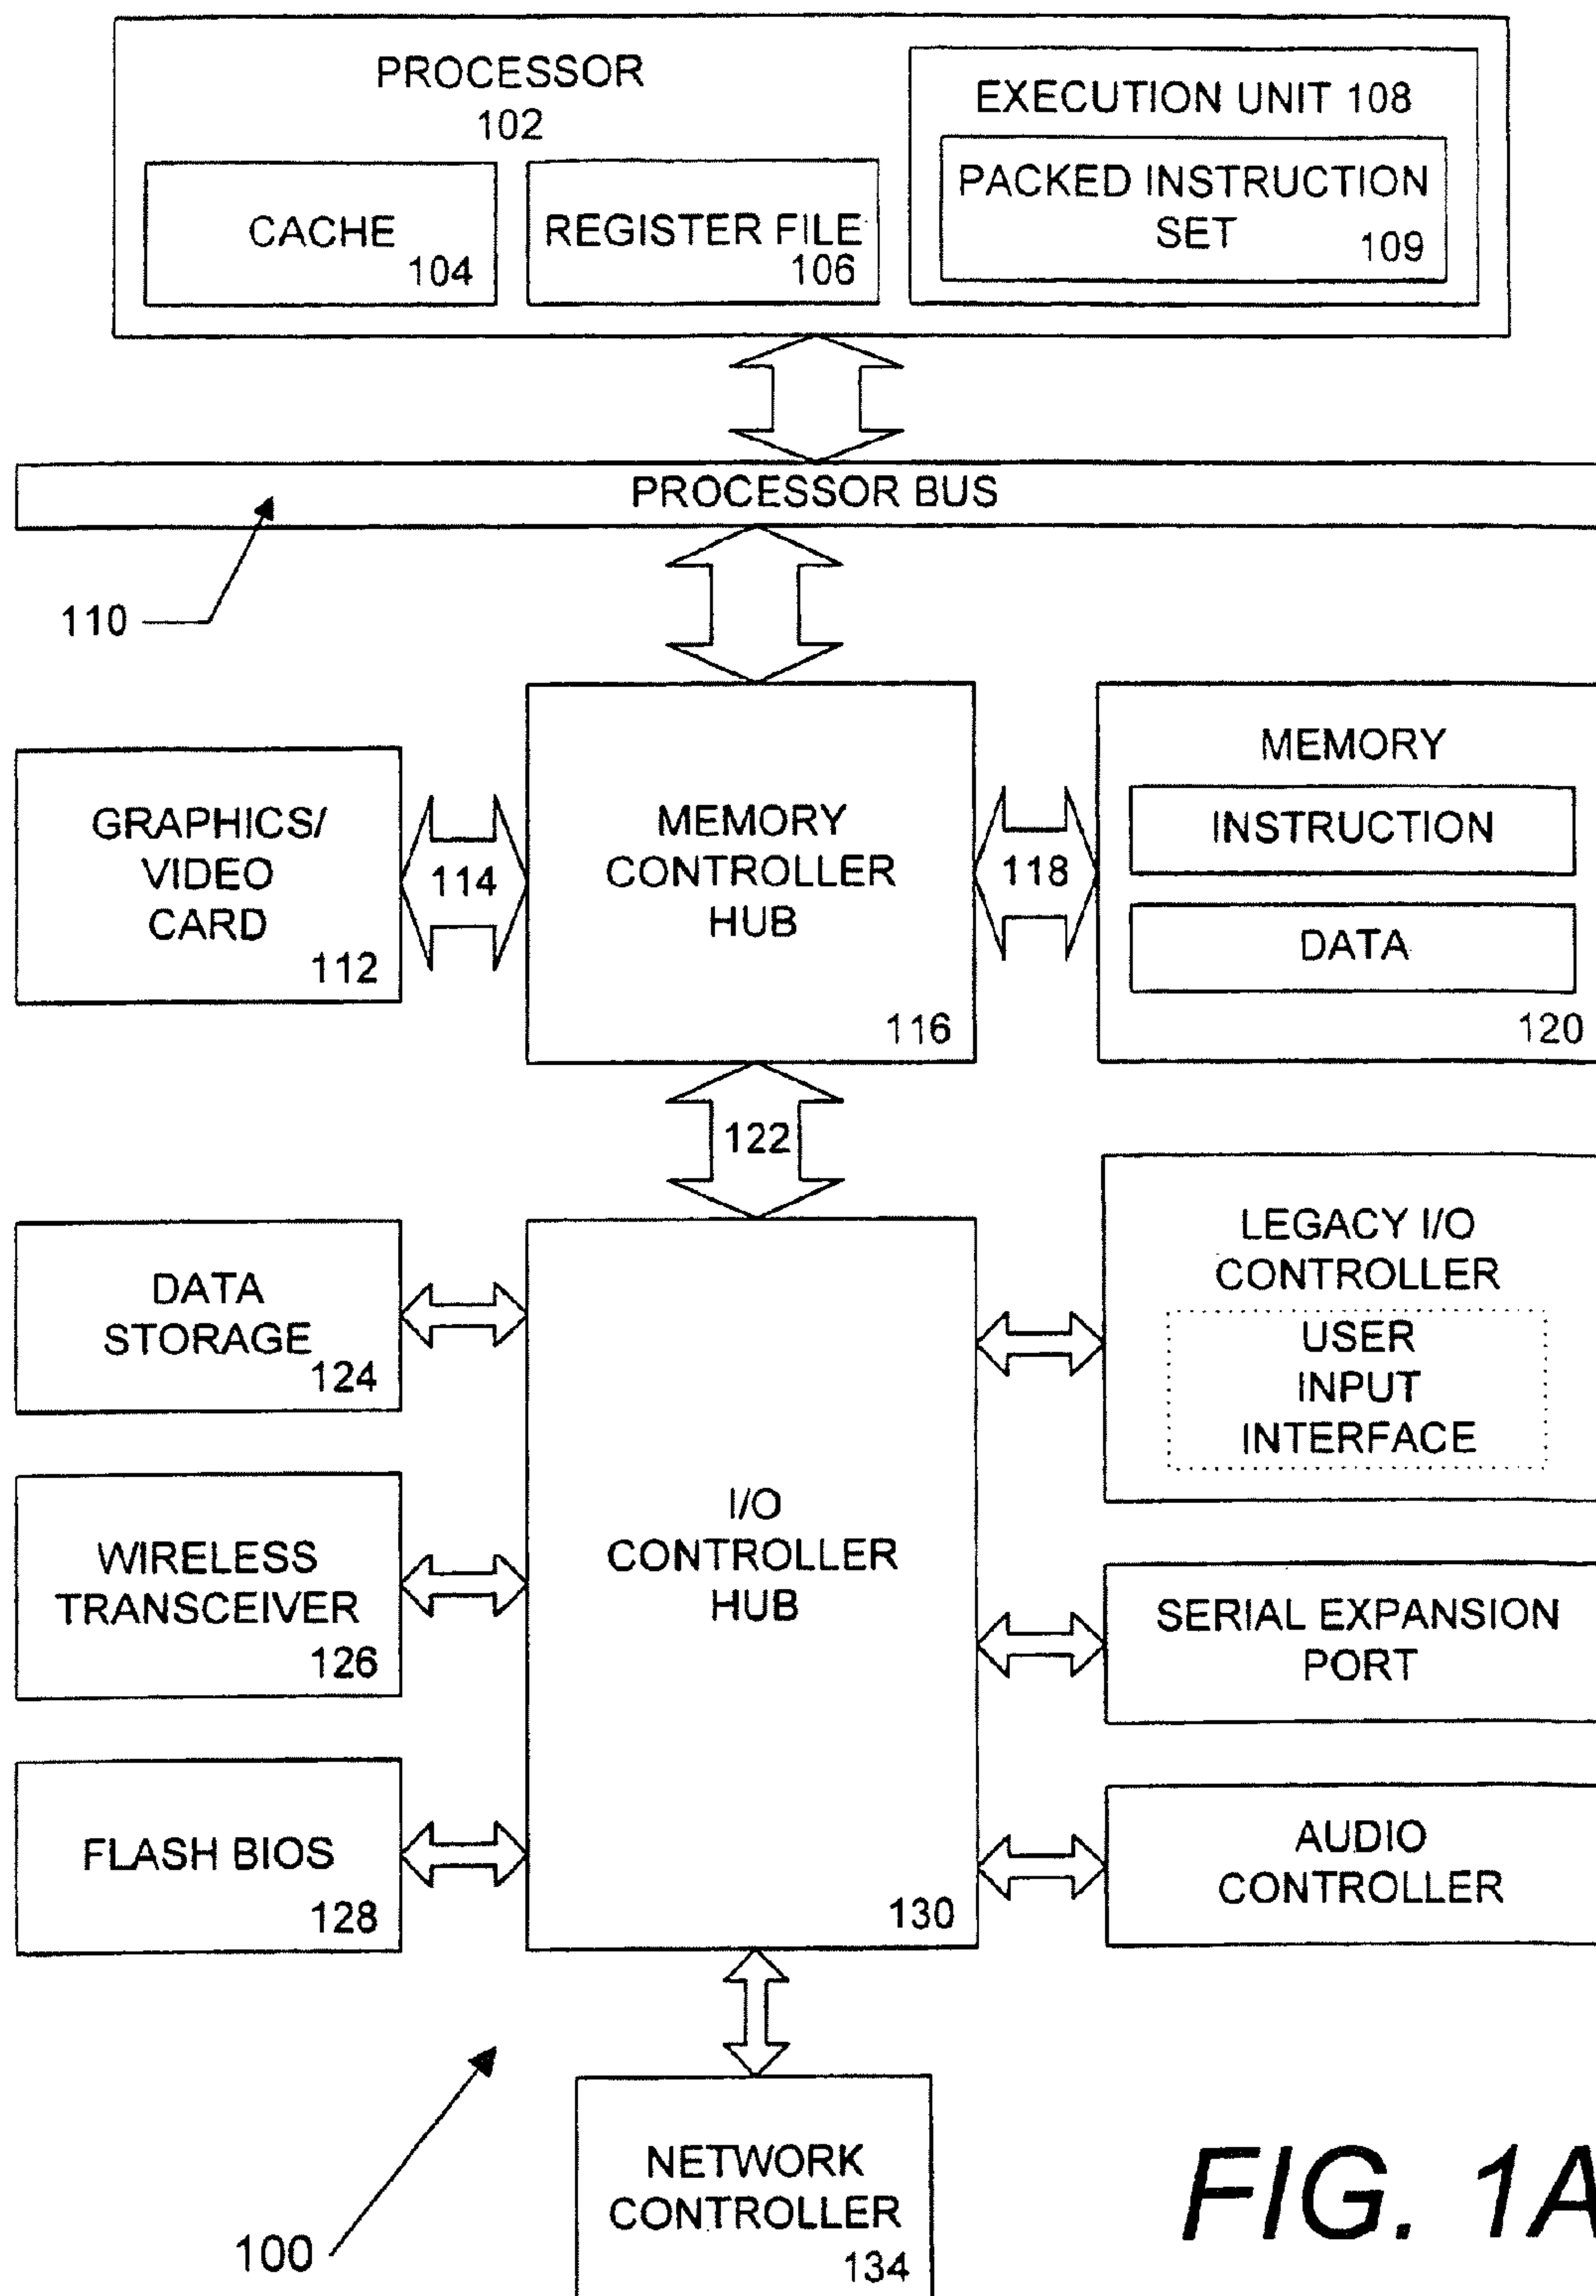 PROCESSOR
102
CACHE
104
REGISTER FILE
106
EXECUTION UNIT 108
PACKED INSTRUCTION
SET
109
PROCESSOR BUS
110
GRAPHICS/
VIDEO
CARD
112
114
MEMORY
CONTROLLER
HUB
116
118
MEMORY
INSTRUCTION
DATA
120
122
DATA
STORAGE
124
WIRELESS
TRANSCEIVER
126
FLASH BIOS
128
I/O
CONTROLLER
HUB
130
LEGACY I/O
CONTROLLER
USER
INPUT
INTERFACE
SERIAL EXPANSION
PORT
AUDIO
CONTROLLER
NETWORK
CONTROLLER
134
100
FIG. 1A